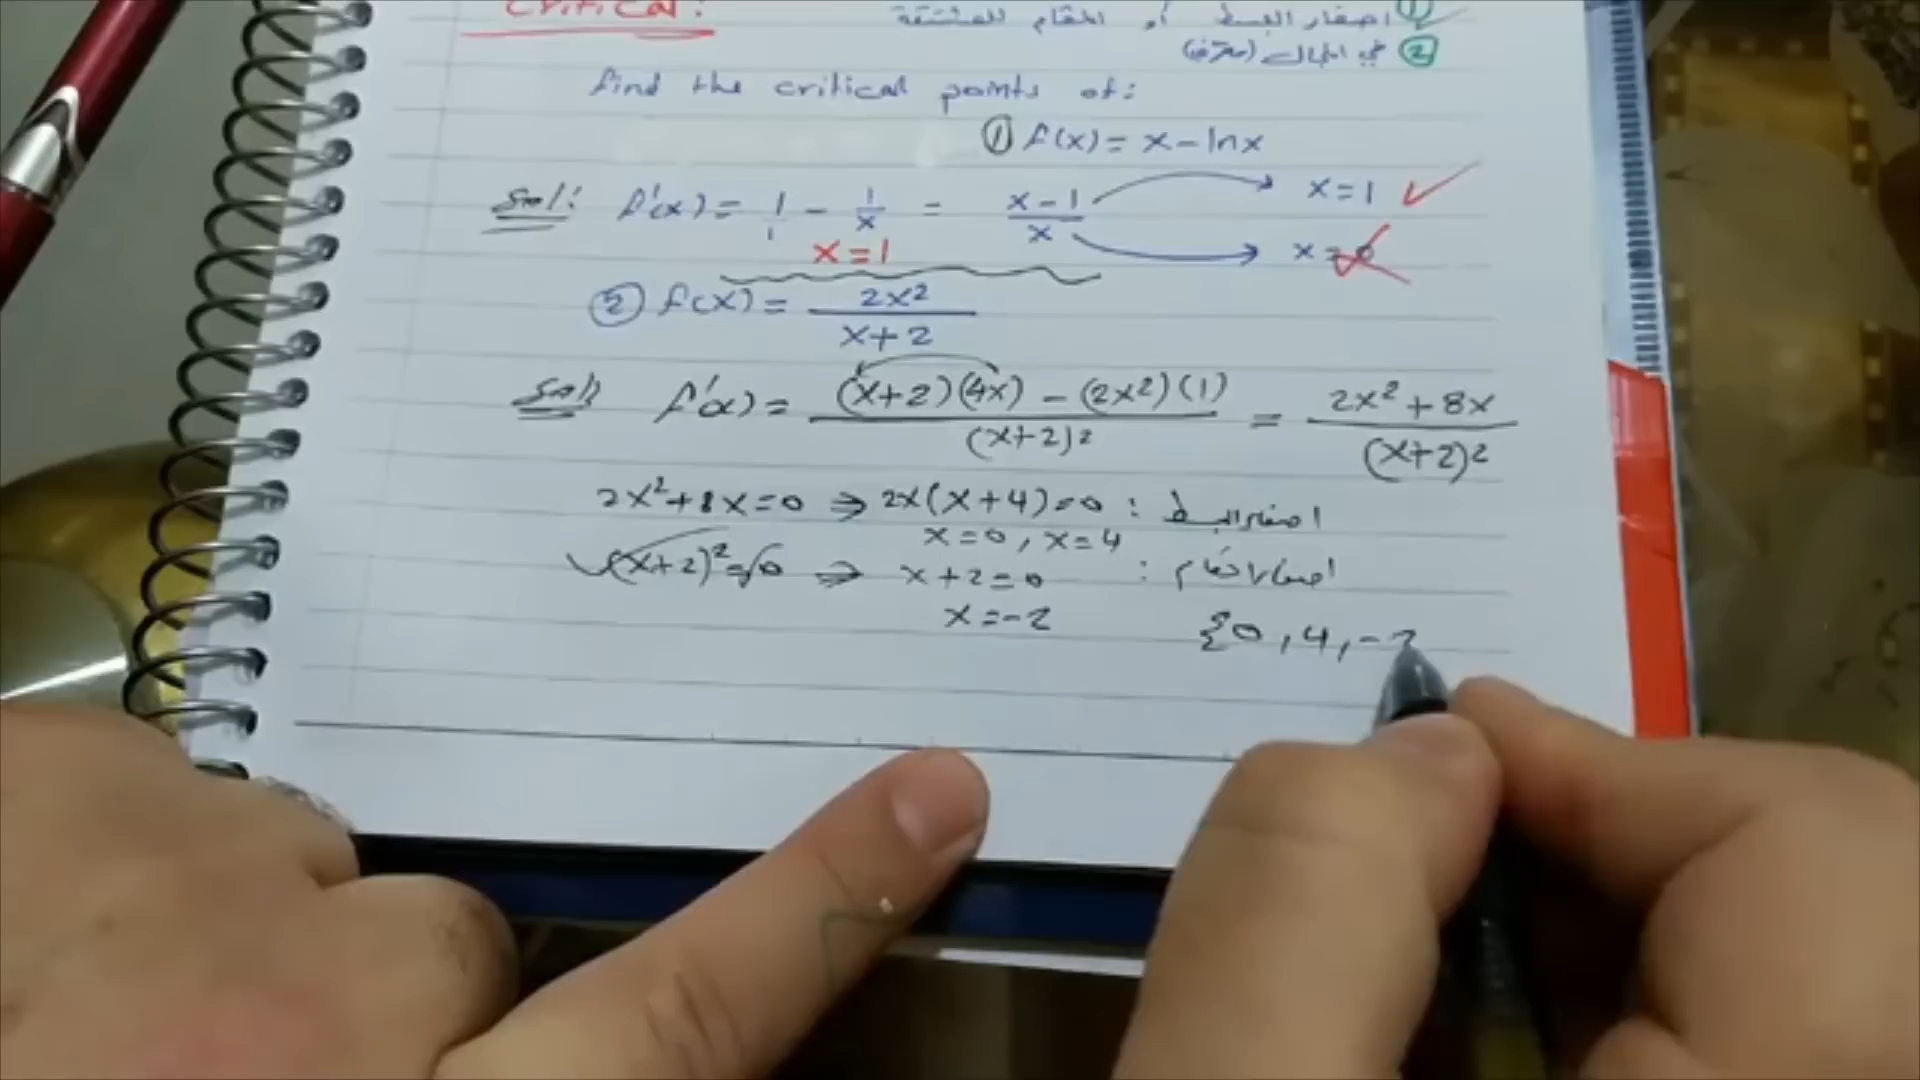 Critical:
① اصفار البسط أو المقام للمشتقة
② في المجال (معرّف)
find the critical points of:
① f(x) = x - ln x
Sol: f'(x) = 1/1 - 1/x = (x - 1)/x x = 1 ✓
x = 0 ✗
x = 1
② f(x) = 2x²/(x + 2)
Sol: f'(x) = ((x+2)(4x) - (2x²)(1))/(x+2)² = (2x² + 8x)/(x+2)²
2x² + 8x = 0 ⇒ 2x(x + 4) = 0 : اصفار البسط
x = 0, x = 4
√(x+2)² = √0 ⇒ x + 2 = 0 : اصفار المقام
x = -2
{0, 4, -2